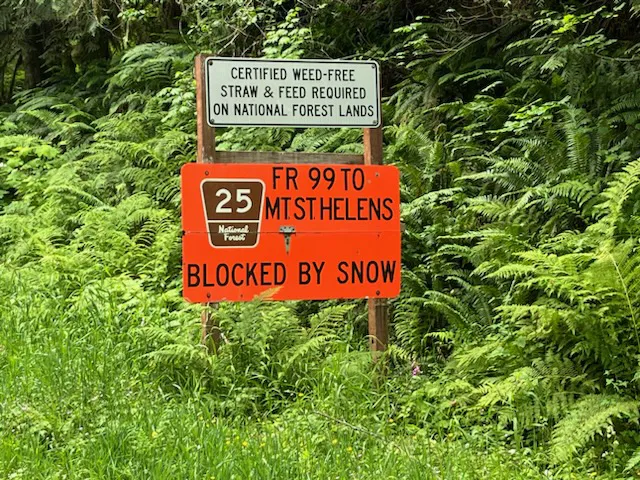 CERTIFIED WEED-FREE
STRAW & FEED REQUIRED
ON NATIONAL FOREST LANDS
FR 99 TO
25
MT. ST. HELENS
National
Forest
BLOCKED BY SNOW